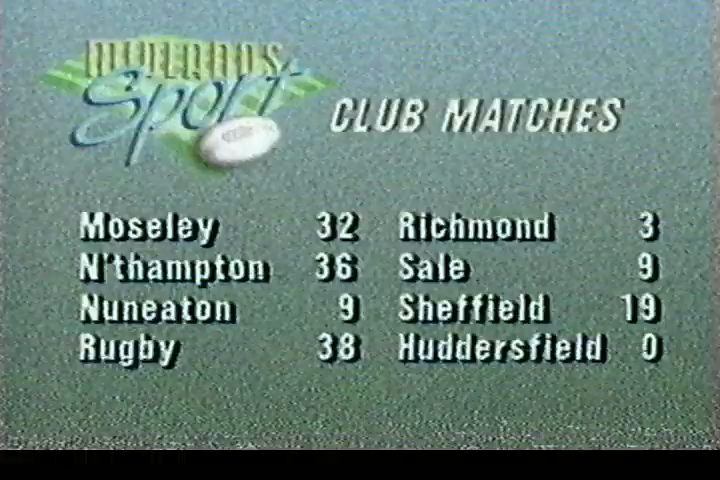 MIDLANDS
Sport
CLUB MATCHES
Moseley 32 Richmond 3
N'thampton 36 Sale 9
Nuneaton 9 Sheffield 19
Rugby 38 Huddersfield 0